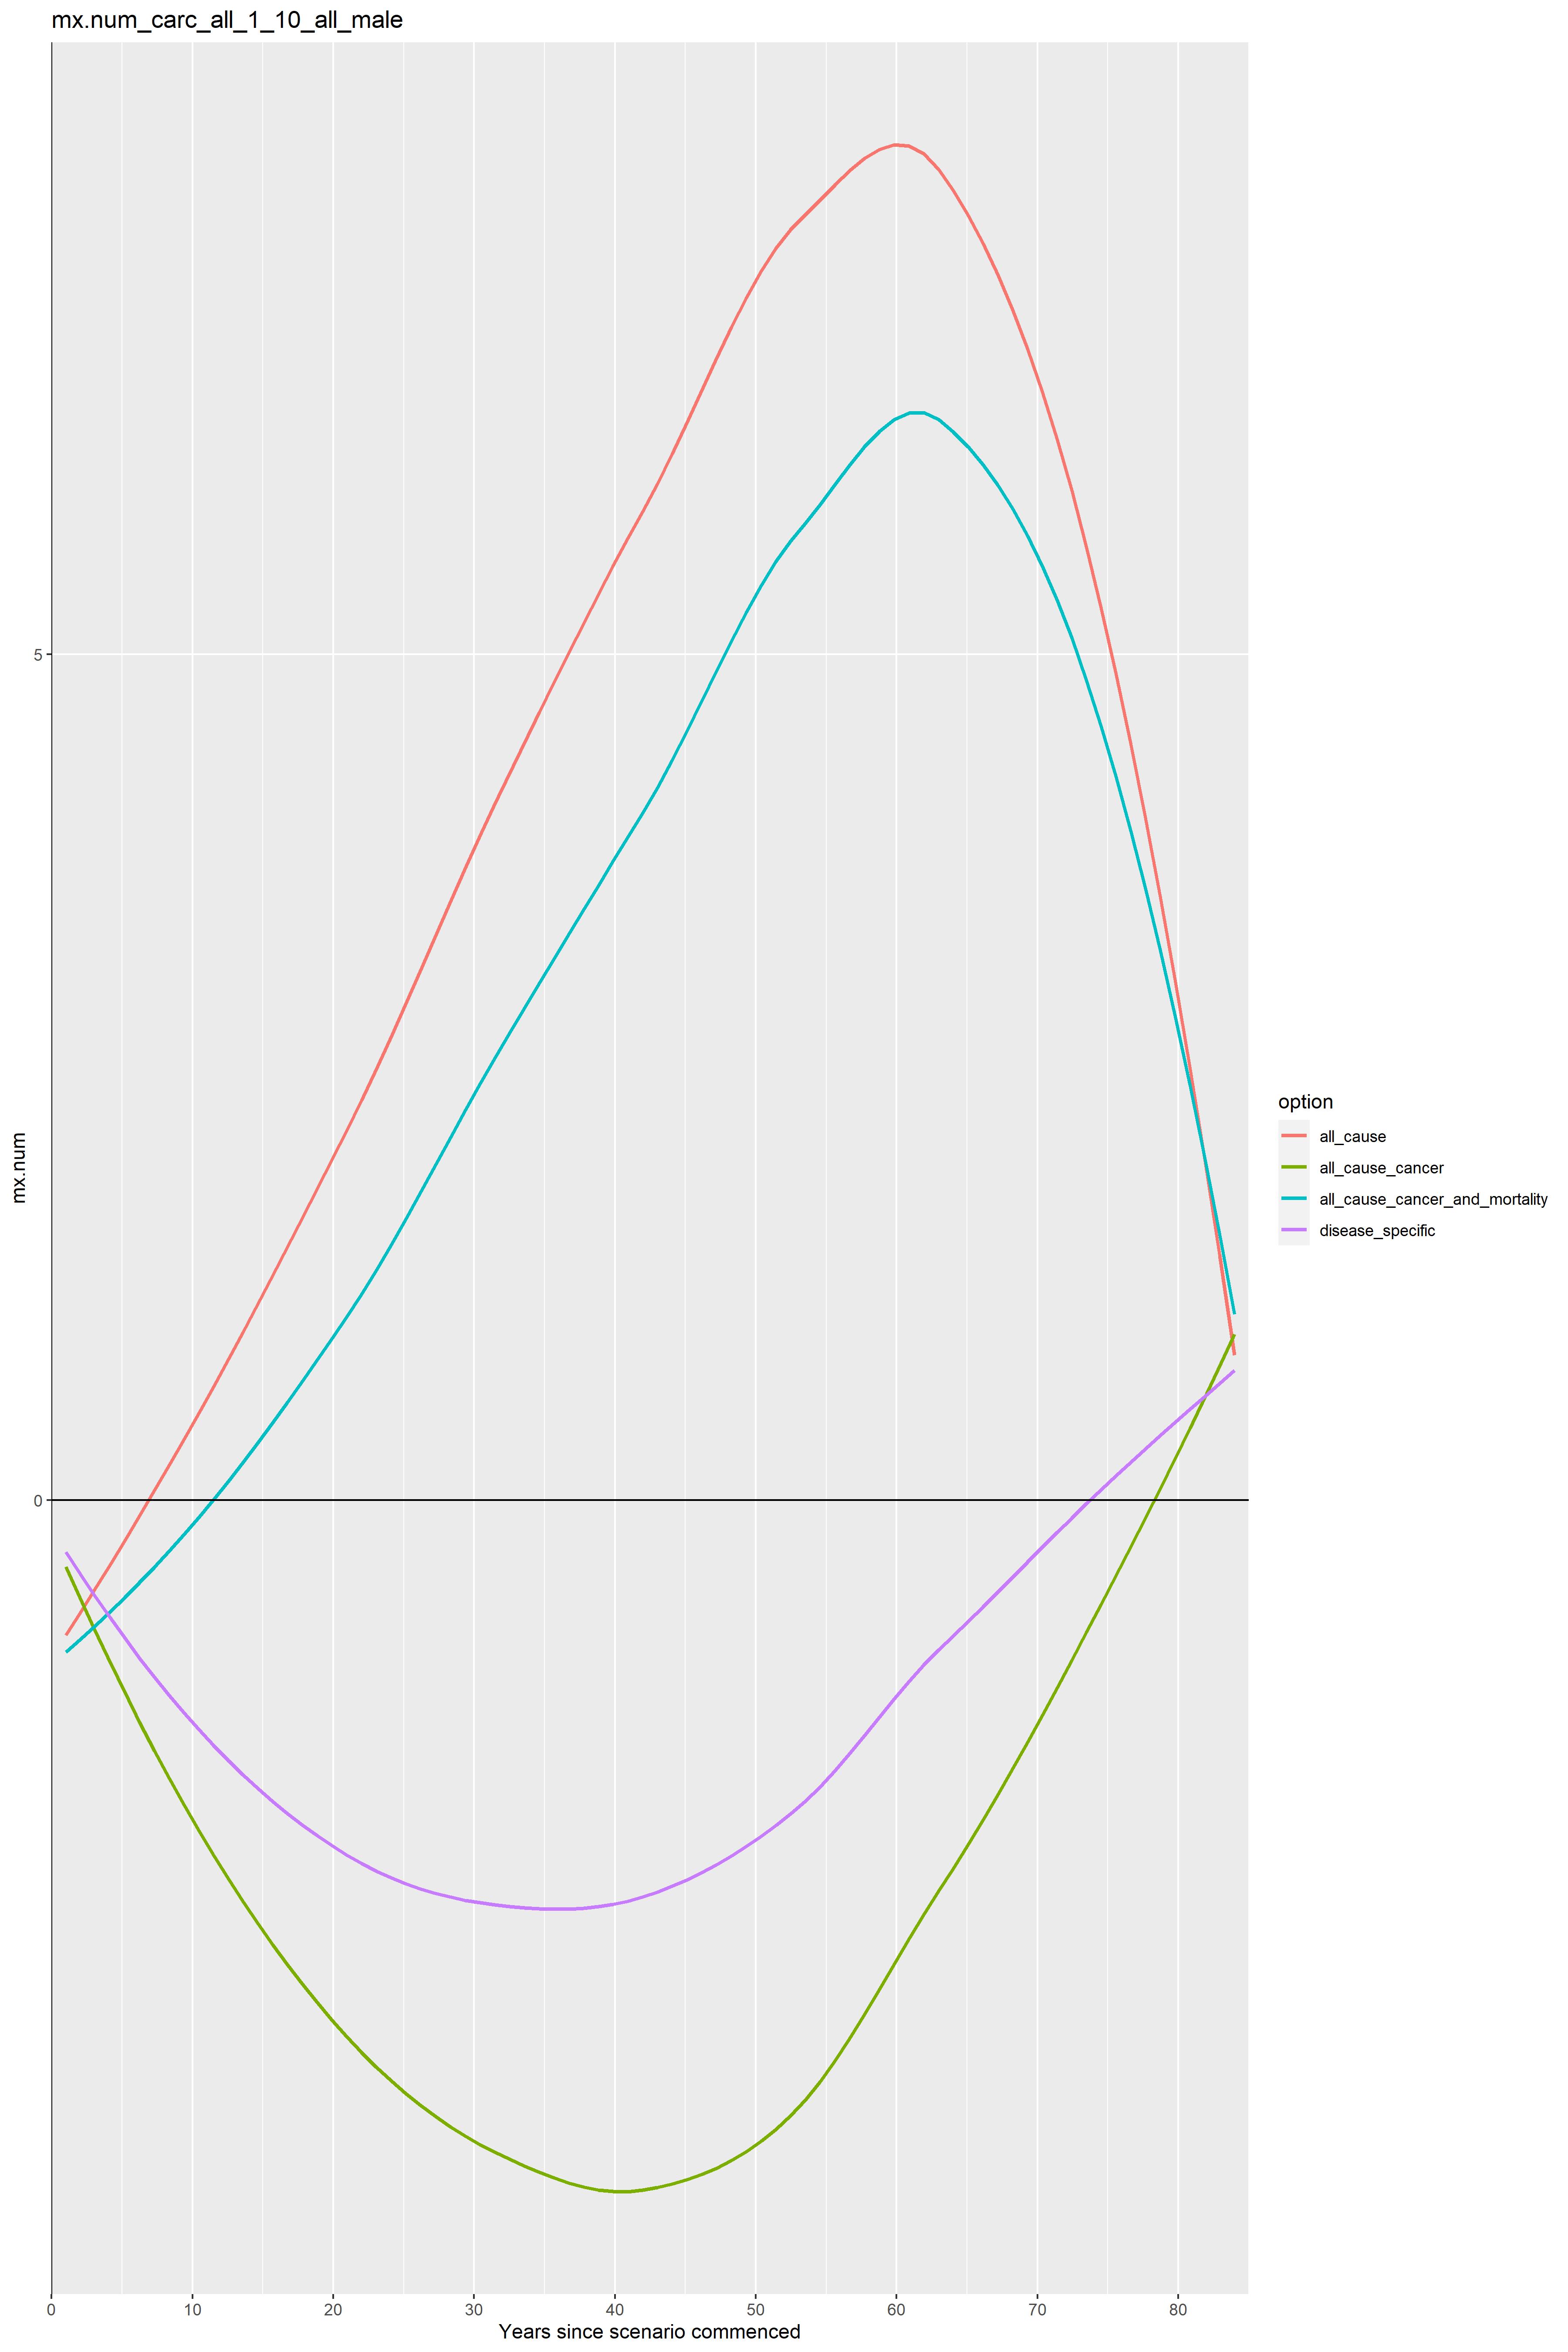 mx.num_carc_all_1_10_all_male
mx.num
5
0
0 10 20 30 40 50 60 70 80
Years since scenario commenced
option
all_cause
all_cause_cancer
all_cause_cancer_and_mortality
disease_specific